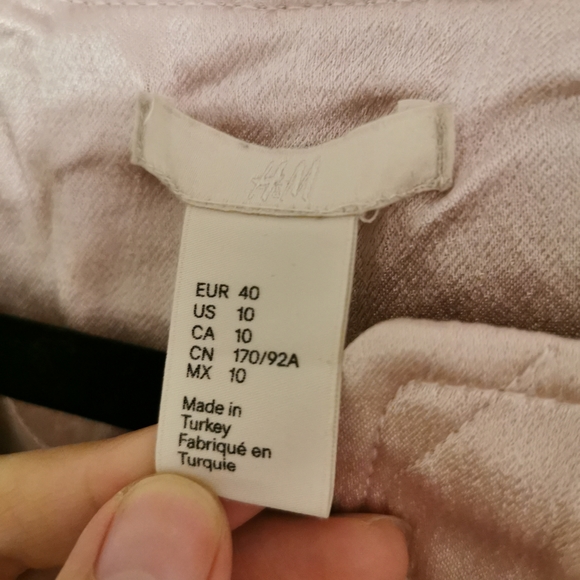 H&M
EUR 40
US 10
CA 10
CN 170/92A
MX 10
Made in
Turkey
Fabriqué en
Turquie